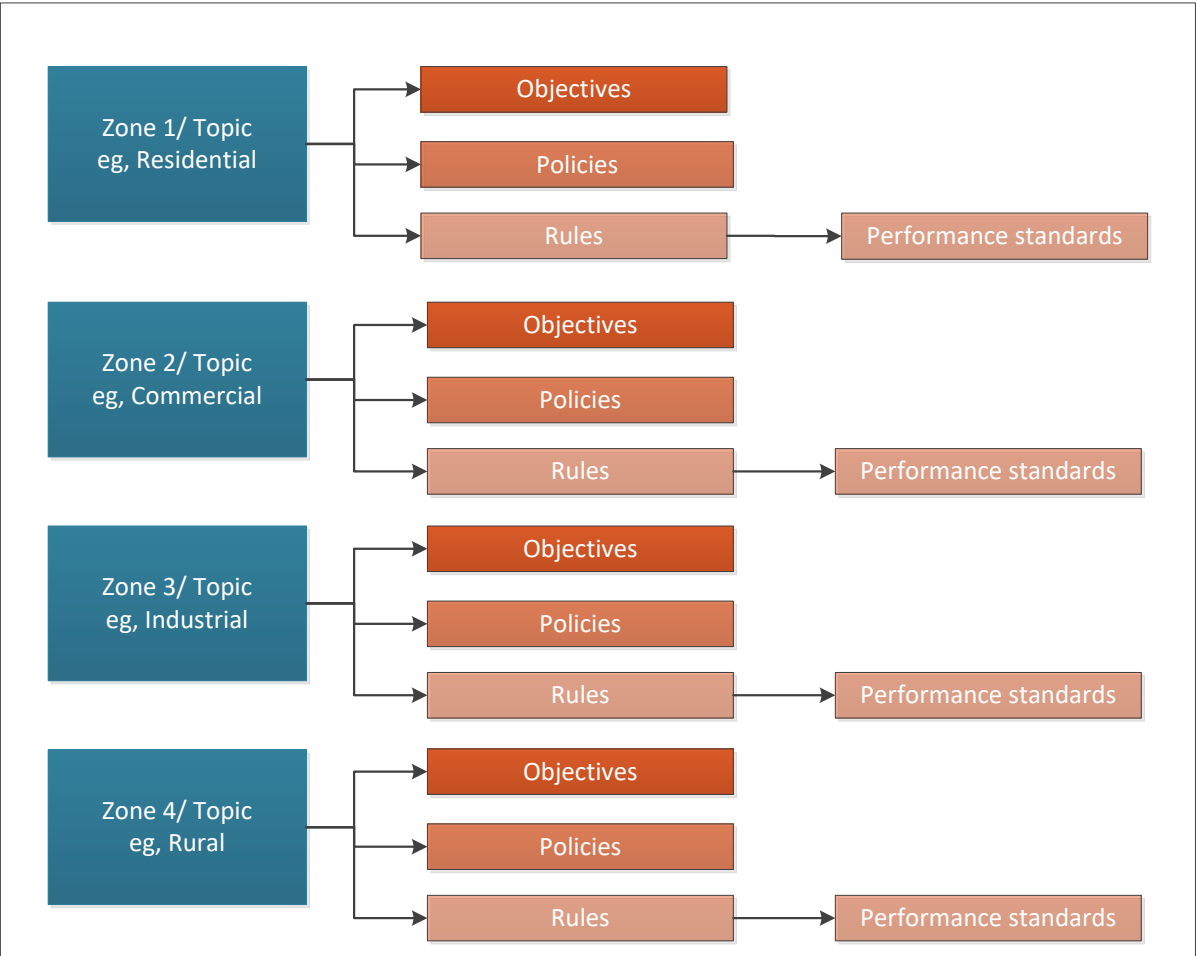 Zone 1/ Topic
eg, Residential
Objectives
Policies
Rules
Performance standards
Zone 2/ Topic
eg, Commercial
Objectives
Policies
Rules
Performance standards
Zone 3/ Topic
eg, Industrial
Objectives
Policies
Rules
Performance standards
Zone 4/ Topic
eg, Rural
Objectives
Policies
Rules
Performance standards